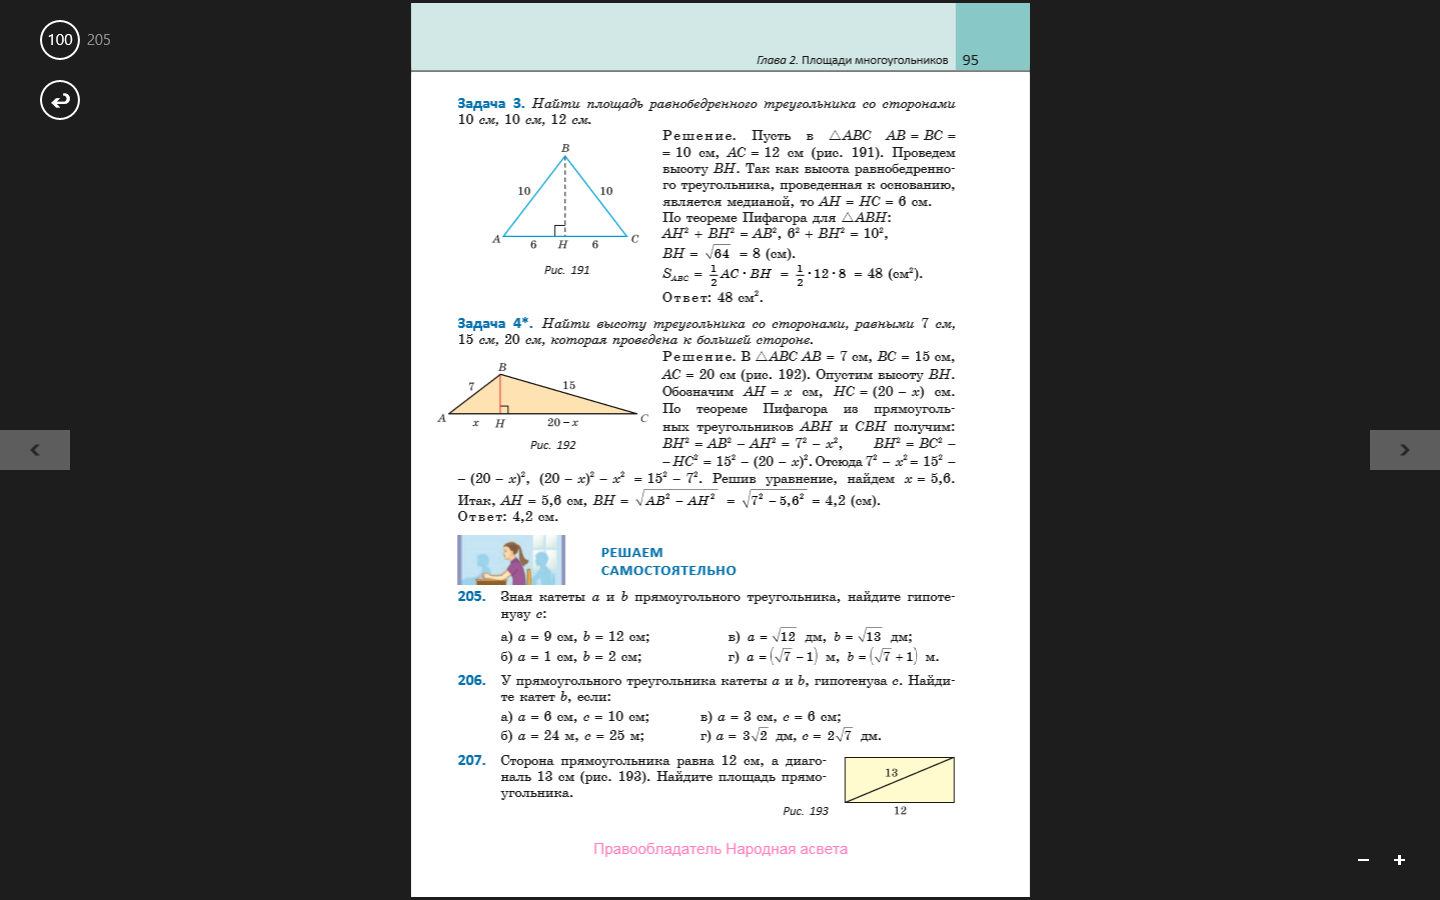 100 205
Глава 2. Площади многоугольников 95
Задача 3. Найти площадь равнобедренного треугольника со сторонами
10 см, 10 см, 12 см.
B
10
10
A
6
H
6
C
Рис. 191
Решение. Пусть в △ABC AB = BC =
= 10 см, AC = 12 см (рис. 191). Проведем
высоту BH. Так как высота равнобедренно-
го треугольника, проведенная к основанию,
является медианой, то AH = HC = 6 см.
По теореме Пифагора для △ABH:
AH² + BH² = AB², 6² + BH² = 10²,
BH = √64 = 8 (см).
S_ABC = 1/2 AC · BH = 1/2 · 12 · 8 = 48 (см²).
Ответ: 48 см².
Задача 4*. Найти высоту треугольника со сторонами, равными 7 см,
15 см, 20 см, которая проведена к большей стороне.
B
7
15
A
x
H
20 – x
C
Рис. 192
Решение. В △ABC AB = 7 см, BC = 15 см,
AC = 20 см (рис. 192). Опустим высоту BH.
Обозначим AH = x см, HC = (20 – x) см.
По теореме Пифагора из прямоуголь-
ных треугольников ABH и CBH получим:
BH² = AB² – AH² = 7² – x², BH² = BC² –
– HC² = 15² – (20 – x)². Отсюда 7² – x² = 15² –
– (20 – x)², (20 – x)² – x² = 15² – 7². Решив уравнение, найдем x = 5,6.
Итак, AH = 5,6 см, BH = √(AB² – AH²) = √(7² – 5,6²) = 4,2 (см).
Ответ: 4,2 см.
РЕШАЕМ
САМОСТОЯТЕЛЬНО
205. Зная катеты a и b прямоугольного треугольника, найдите гипоте-
нузу c:
а) a = 9 см, b = 12 см; в) a = √12 дм, b = √13 дм;
б) a = 1 см, b = 2 см; г) a = (√7 – 1) м, b = (√7 + 1) м.
206. У прямоугольного треугольника катеты a и b, гипотенуза c. Найди-
те катет b, если:
а) a = 6 см, c = 10 см; в) a = 3 см, c = 6 см;
б) a = 24 м, c = 25 м; г) a = 3√2 дм, c = 2√7 дм.
207. Сторона прямоугольника равна 12 см, а диаго-
наль 13 см (рис. 193). Найдите площадь прямо-
угольника.
13
12
Рис. 193
Правообладатель Народная асвета